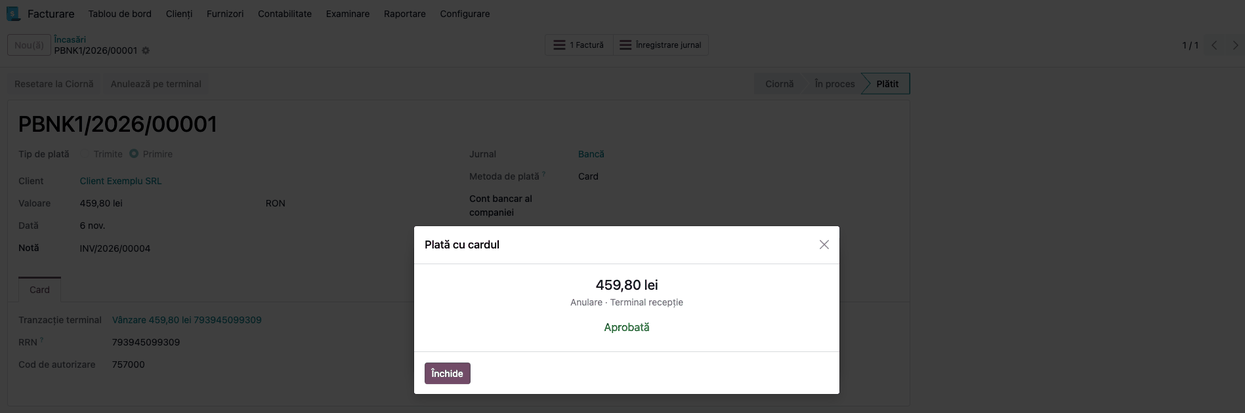 Facturare Tablou de bord Clienți Furnizori Contabilitate Examinare Raportare Configurare
Nou(ă)
Încasări
PBNK1/2026/00001
1 Factură
Înregistrare jurnal
1 / 1
Resetare la Ciornă Anulează pe terminal
Ciornă În proces Plătit
PBNK1/2026/00001
Tip de plată Trimite Primire
Jurnal Bancă
Metoda de plată ? Card
Client Client Exemplu SRL
Valoare 459,80 lei RON
Cont bancar al
companiei
Dată 6 nov.
Notă INV/2026/00004
Card
Tranzacție terminal Vânzare 459,80 lei 793945099309
RRN ? 793945099309
Cod de autorizare 757000
Plată cu cardul
459,80 lei
Anulare · Terminal recepție
Aprobată
Închide